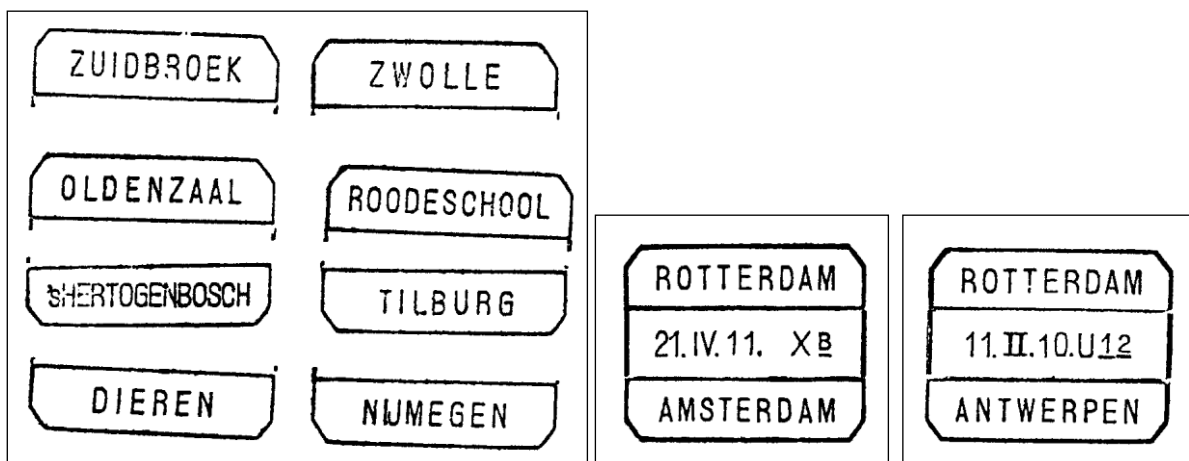 ZUIDBROEK
ZWOLLE
OLDENZAAL
ROODESCHOOL
'sHERTOGENBOSCH
TILBURG
DIEREN
NIJMEGEN
ROTTERDAM
21.IV.11. XB
AMSTERDAM
ROTTERDAM
11.II.10.U12
ANTWERPEN